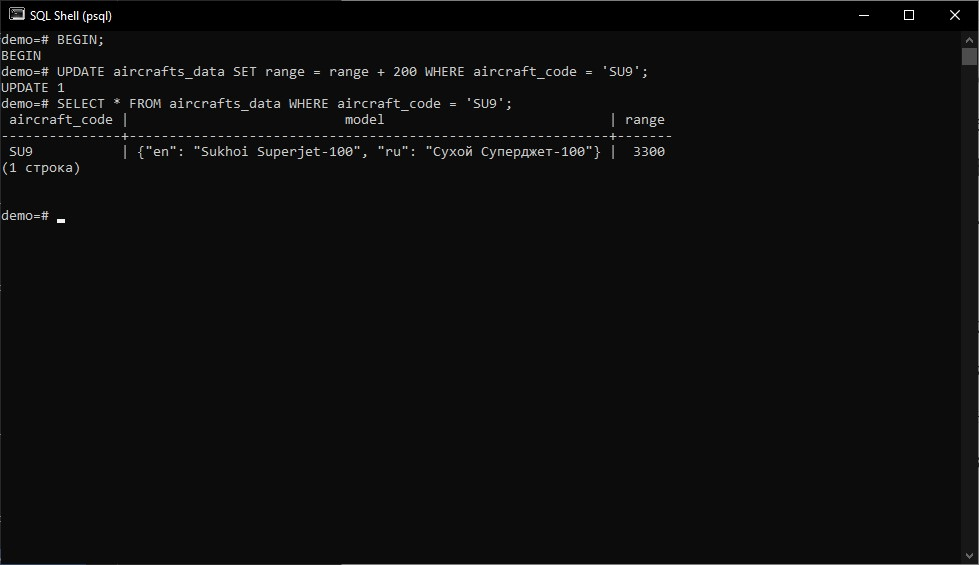 SQL Shell (psql)
demo=# BEGIN;
BEGIN
demo=# UPDATE aircrafts_data SET range = range + 200 WHERE aircraft_code = 'SU9';
UPDATE 1
demo=# SELECT * FROM aircrafts_data WHERE aircraft_code = 'SU9';
 aircraft_code |                           model                            | range
---------------+------------------------------------------------------------+-------
 SU9           | {"en": "Sukhoi Superjet-100", "ru": "Сухой Суперджет-100"} |  3300
(1 строка)
demo=#